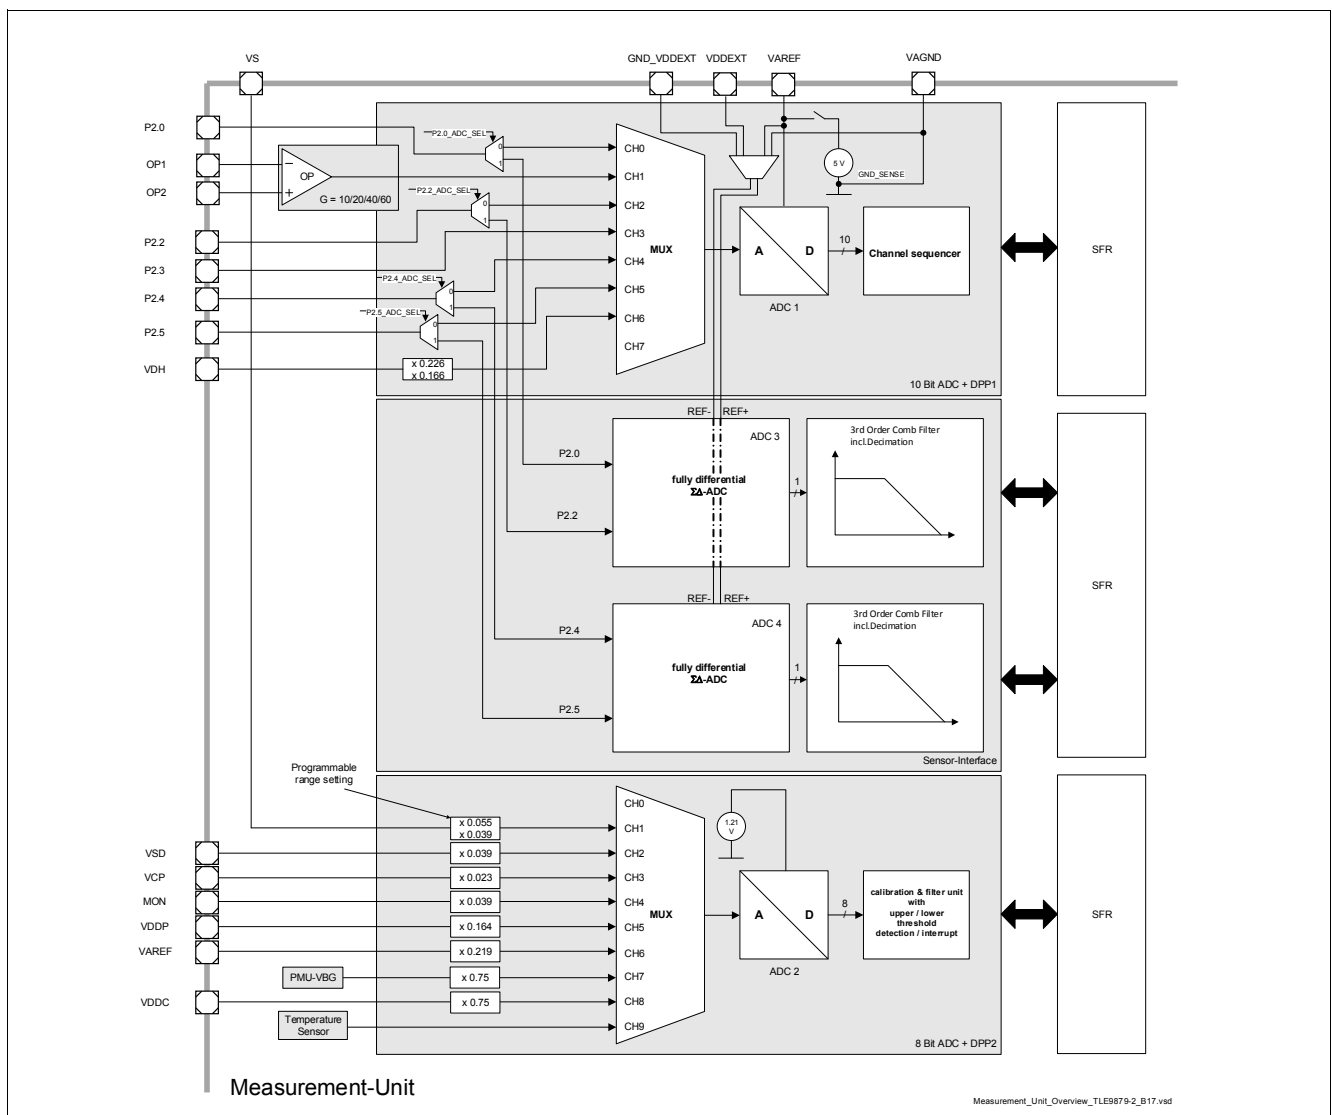 VS
GND_VDDEXT
VDDEXT
VAREF
VAGND
P2.0
OP1
OP2
P2.2
P2.3
P2.4
P2.5
VDH
OP
G = 10/20/40/60
P2.0_ADC_SEL
0
1
P2.2_ADC_SEL
0
1
P2.4_ADC_SEL
0
1
P2.5_ADC_SEL
0
1
x 0.226
x 0.166
CH0
CH1
CH2
CH3
CH4
CH5
CH6
CH7
MUX
5 V
GND_SENSE
A
D
ADC 1
10
Channel sequencer
10 Bit ADC + DPP1
SFR
REF-
REF+
ADC 3
P2.0
P2.2
fully differential
ΣΔ-ADC
1
3rd Order Comb Filter
incl.Decimation
REF-
REF+
ADC 4
P2.4
P2.5
fully differential
ΣΔ-ADC
1
3rd Order Comb Filter
incl.Decimation
Sensor-Interface
SFR
Programmable
range setting
VSD
VCP
MON
VDDP
VAREF
PMU-VBG
VDDC
Temperature
Sensor
x 0.055
x 0.039
x 0.039
x 0.023
x 0.039
x 0.164
x 0.219
x 0.75
x 0.75
CH0
CH1
CH2
CH3
CH4
CH5
CH6
CH7
CH8
CH9
MUX
1.21
V
A
D
ADC 2
8
calibration & filter unit
with
upper / lower
threshold
detection / interrupt
8 Bit ADC + DPP2
SFR
Measurement-Unit
Measurement_Unit_Overview_TLE9879-2_B17.vsd